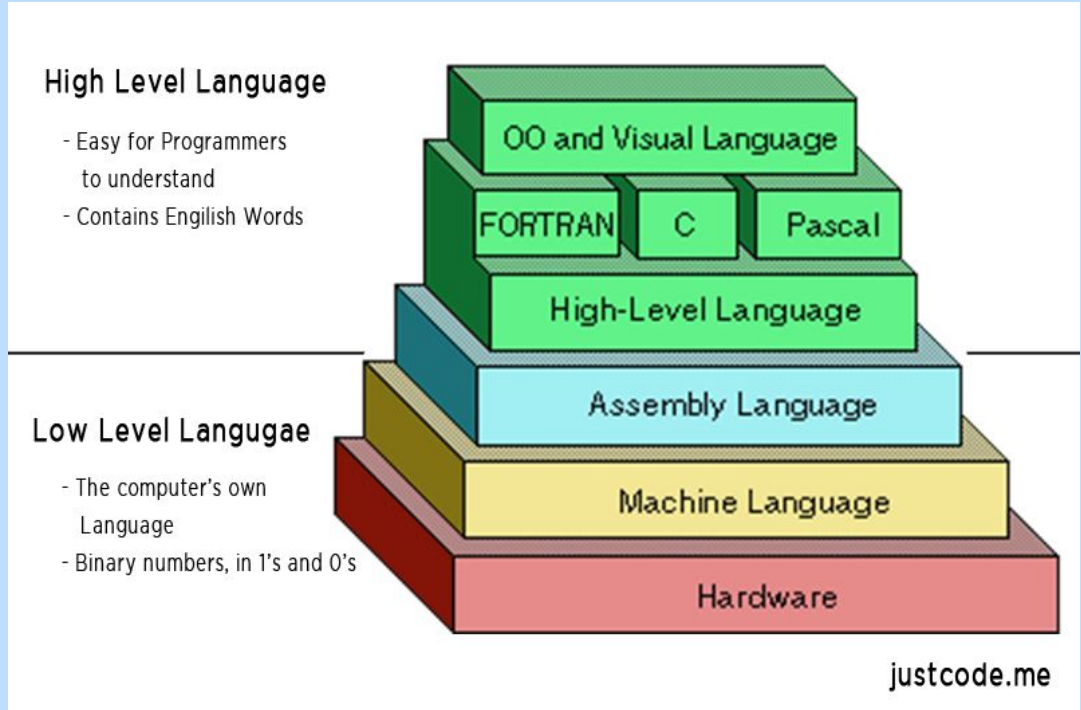 High Level Language
- Easy for Programmers
to understand
- Contains Engilish Words
OO and Visual Language
FORTRAN C Pascal
High-Level Language
Assembly Language
Low Level Langugae
- The computer's own
Language
- Binary numbers, in 1's and 0's
Machine Language
Hardware
justcode.me